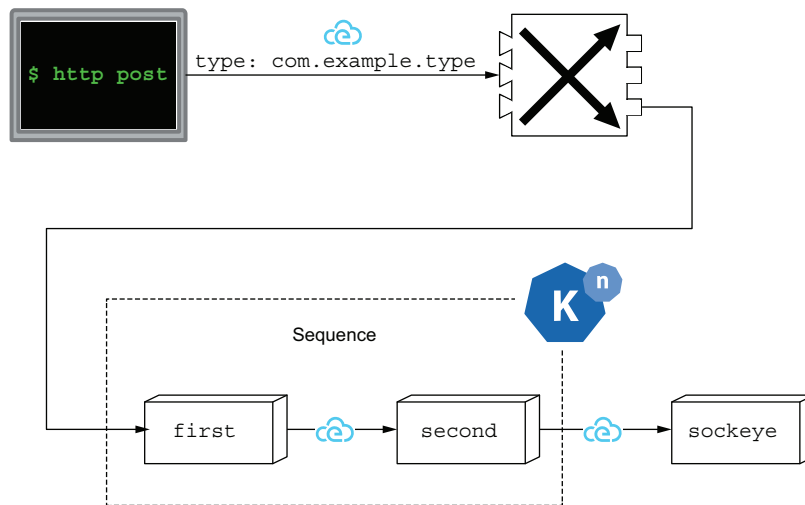 $ http post
type: com.example.type
K
n
Sequence
first
second
sockeye